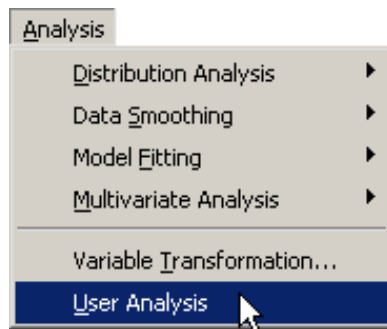 Analysis
Distribution Analysis
Data Smoothing
Model Fitting
Multivariate Analysis
Variable Transformation...
User Analysis